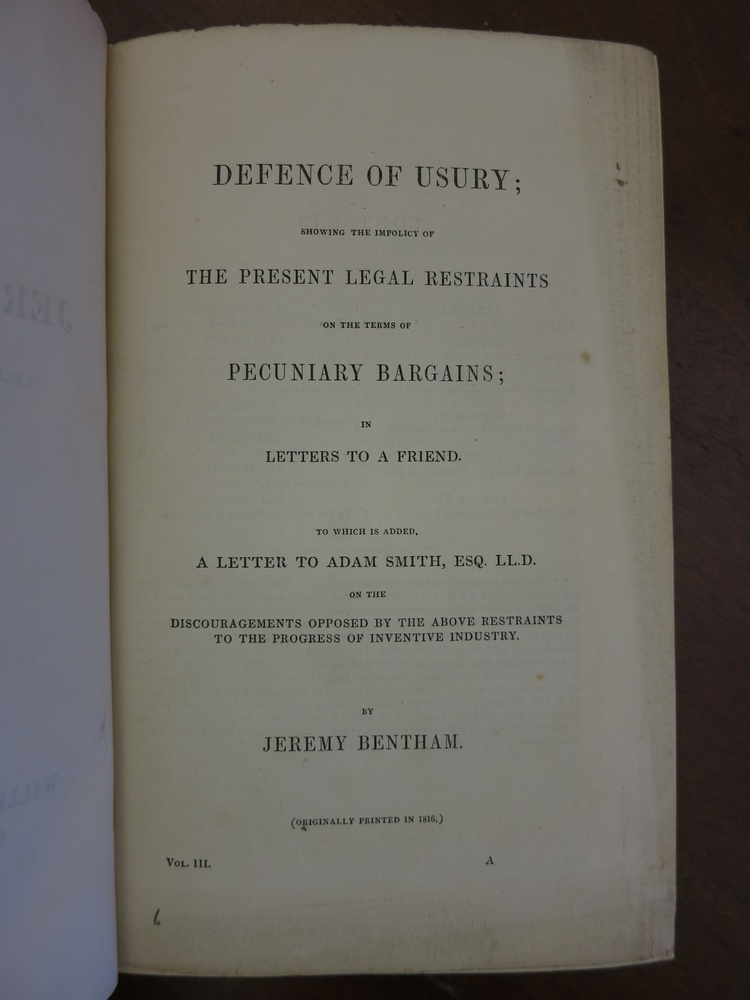 DEFENCE OF USURY;
SHOWING THE IMPOLICY OF
THE PRESENT LEGAL RESTRAINTS
ON THE TERMS OF
PECUNIARY BARGAINS;
IN
LETTERS TO A FRIEND.
TO WHICH IS ADDED,
A LETTER TO ADAM SMITH, ESQ. LL.D.
ON THE
DISCOURAGEMENTS OPPOSED BY THE ABOVE RESTRAINTS
TO THE PROGRESS OF INVENTIVE INDUSTRY.
BY
JEREMY BENTHAM.
(ORIGINALLY PRINTED IN 1816.)
VOL. III. A
6